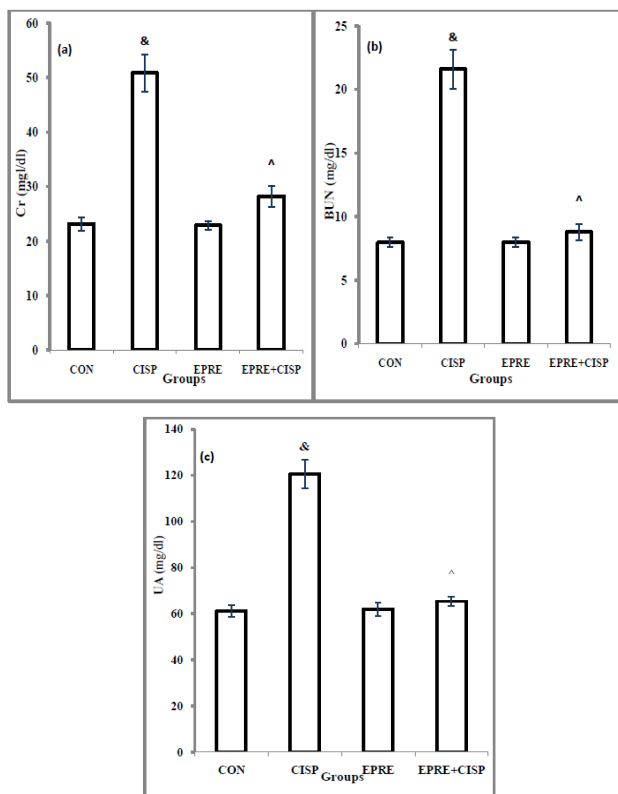 (a)
&
^
Cr (mgl/dl)
60
50
40
30
20
10
0
CON CISP EPRE EPRE+CISP
Groups
(b)
&
^
BUN (mg/dl)
25
20
15
10
5
0
CON CISP EPRE EPRE+CISP
Groups
(c)
&
^
UA (mg/dl)
140
120
100
80
60
40
20
0
CON CISP EPRE EPRE+CISP
Groups